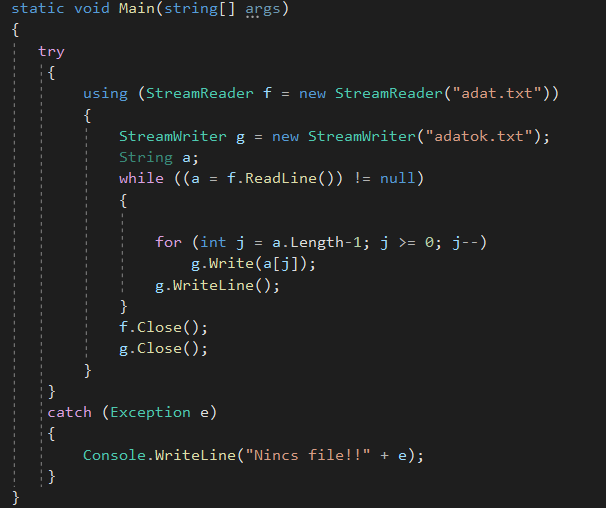 static void Main(string[] args)
{
try
{
using (StreamReader f = new StreamReader("adat.txt"))
{
StreamWriter g = new StreamWriter("adatok.txt");
String a;
while ((a = f.ReadLine()) != null)
{
for (int j = a.Length-1; j >= 0; j--)
g.Write(a[j]);
g.WriteLine();
}
f.Close();
g.Close();
}
}
catch (Exception e)
{
Console.WriteLine("Nincs file!!" + e);
}
}